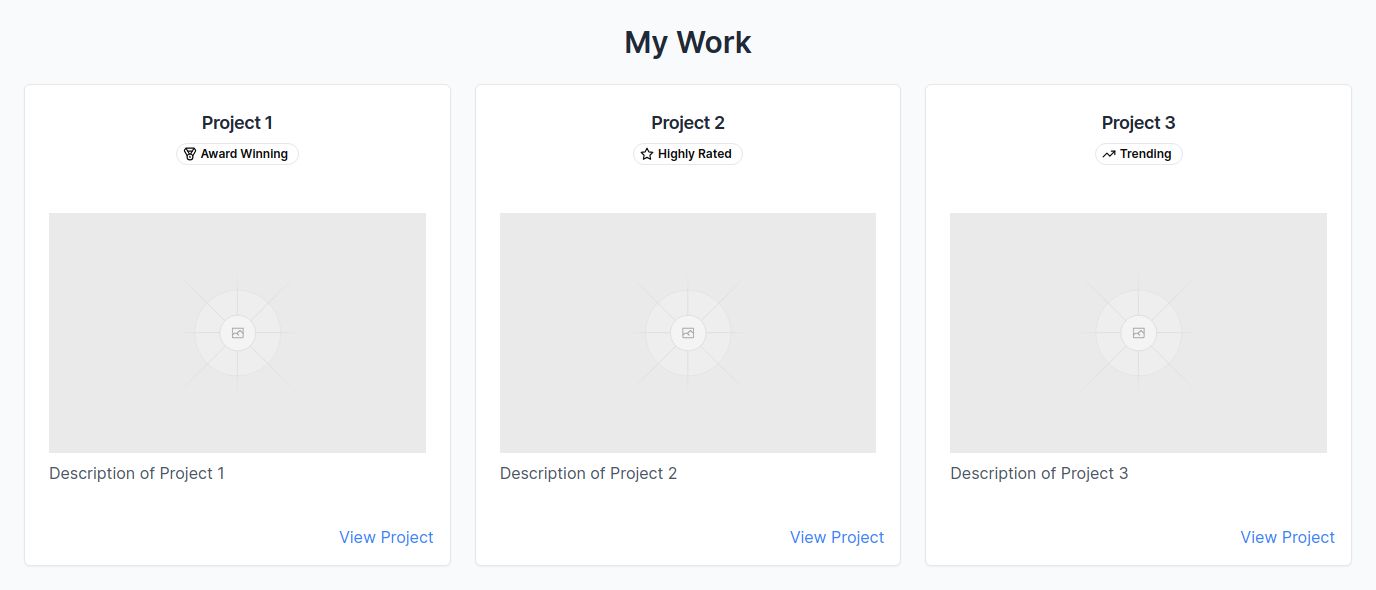 My Work
Project 1
Award Winning
Description of Project 1
View Project
Project 2
Highly Rated
Description of Project 2
View Project
Project 3
Trending
Description of Project 3
View Project